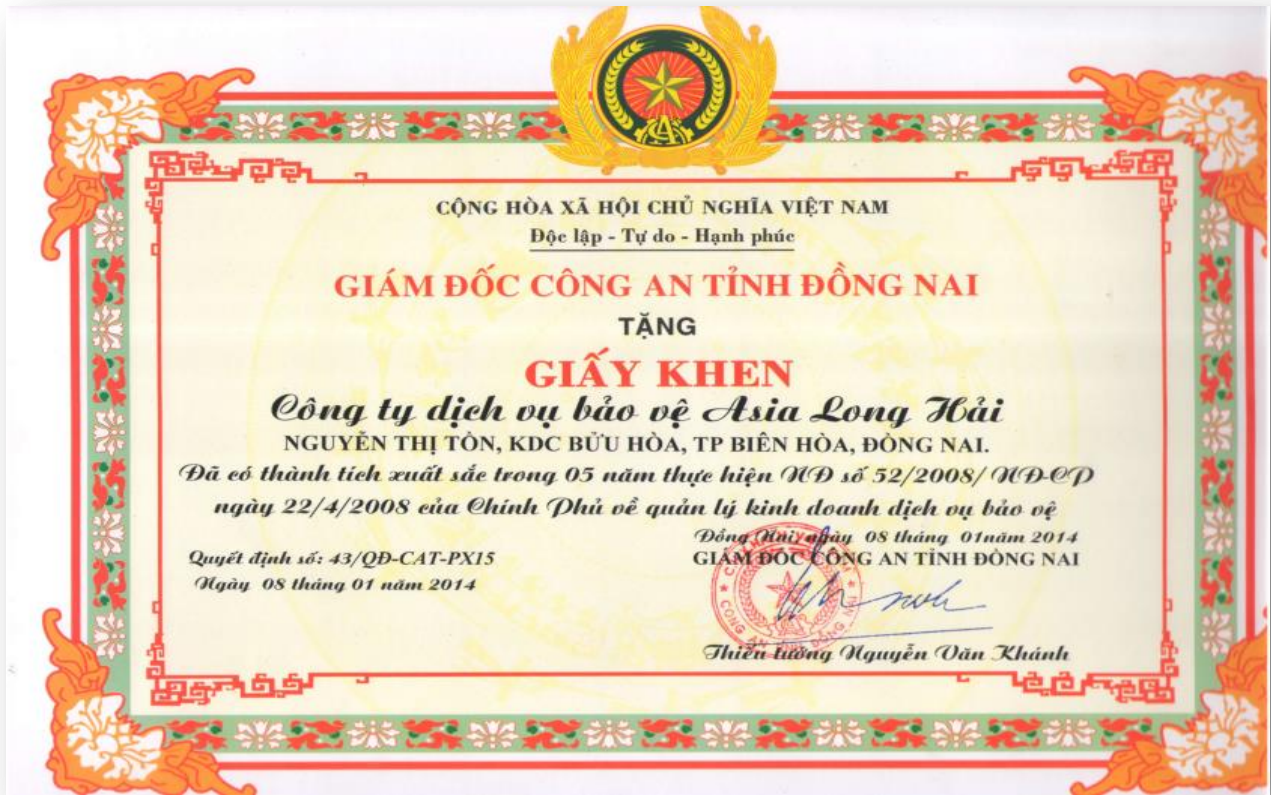 CỘNG HÒA XÃ HỘI CHỦ NGHĨA VIỆT NAM
Độc lập - Tự do - Hạnh phúc
GIÁM ĐỐC CÔNG AN TỈNH ĐỒNG NAI
TẶNG
GIẤY KHEN
Công ty dịch vụ bảo vệ Asia Long Hải
NGUYỄN THỊ TỒN, KDC BỬU HÒA, TP BIÊN HÒA, ĐỒNG NAI.
Đã có thành tích xuất sắc trong 05 năm thực hiện NĐ số 52/2008/ NĐ-CP
ngày 22/4/2008 của Chính Phủ về quản lý kinh doanh dịch vụ bảo vệ
Đồng Nai, ngày 08 tháng 01năm 2014
Quyết định số: 43/QĐ-CAT-PX15
GIÁM ĐỐC CÔNG AN TỈNH ĐỒNG NAI
Ngày 08 tháng 01 năm 2014
CÔNG AN TỈNH ĐỒNG NAI
Thiếu tướng Nguyễn Văn Khánh